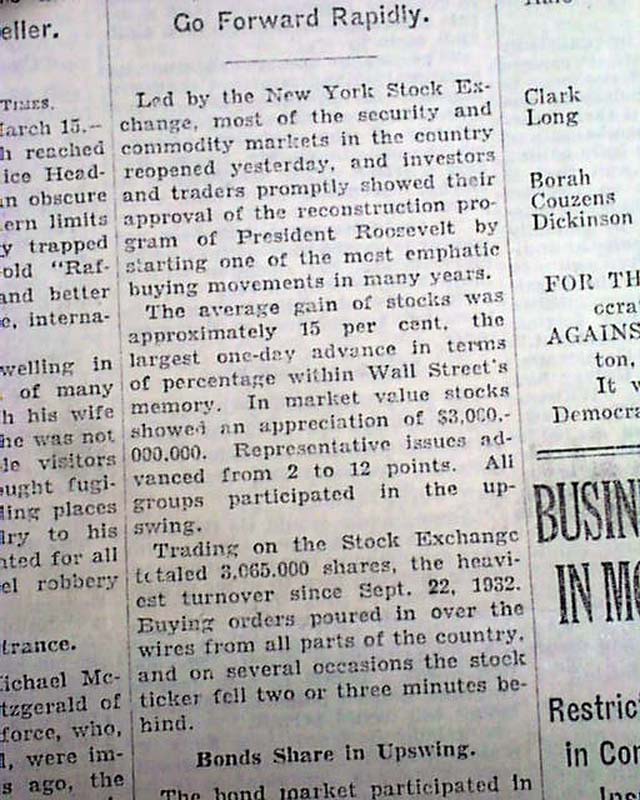 eller.
TIMES.
March 15.—
h reached
ice Head-
an obscure
ern limits
y trapped
old "Raf-
and better
e, interna-
welling in
of many
h his wife
he was not
le visitors
ought fugi-
ling places
lry to his
nted for all
el robbery
trance.
Michael Mc-
tzgerald of
force, who,
l, were im-
s ago, the
Go Forward Rapidly.
Led by the New York Stock Ex-
change, most of the security and
commodity markets in the country
reopened yesterday, and investors
and traders promptly showed their
approval of the reconstruction pro-
gram of President Roosevelt by
starting one of the most emphatic
buying movements in many years.
The average gain of stocks was
approximately 15 per cent, the
largest one-day advance in terms
of percentage within Wall Street's
memory. In market value stocks
showed an appreciation of $3,000,-
000,000. Representative issues ad-
vanced from 2 to 12 points. All
groups participated in the up-
swing.
Trading on the Stock Exchange
totaled 3,065,000 shares, the heavi-
est turnover since Sept. 22, 1932.
Buying orders poured in over the
wires from all parts of the country,
and on several occasions the stock
ticker fell two or three minutes be-
hind.
Bonds Share in Upswing.
The bond market participated in
Clark
Long
Borah
Couzens
Dickinson
FOR TH
ocra
AGAINS
ton,
It w
Democra
BUSIN
IN MO
Restric
in Con